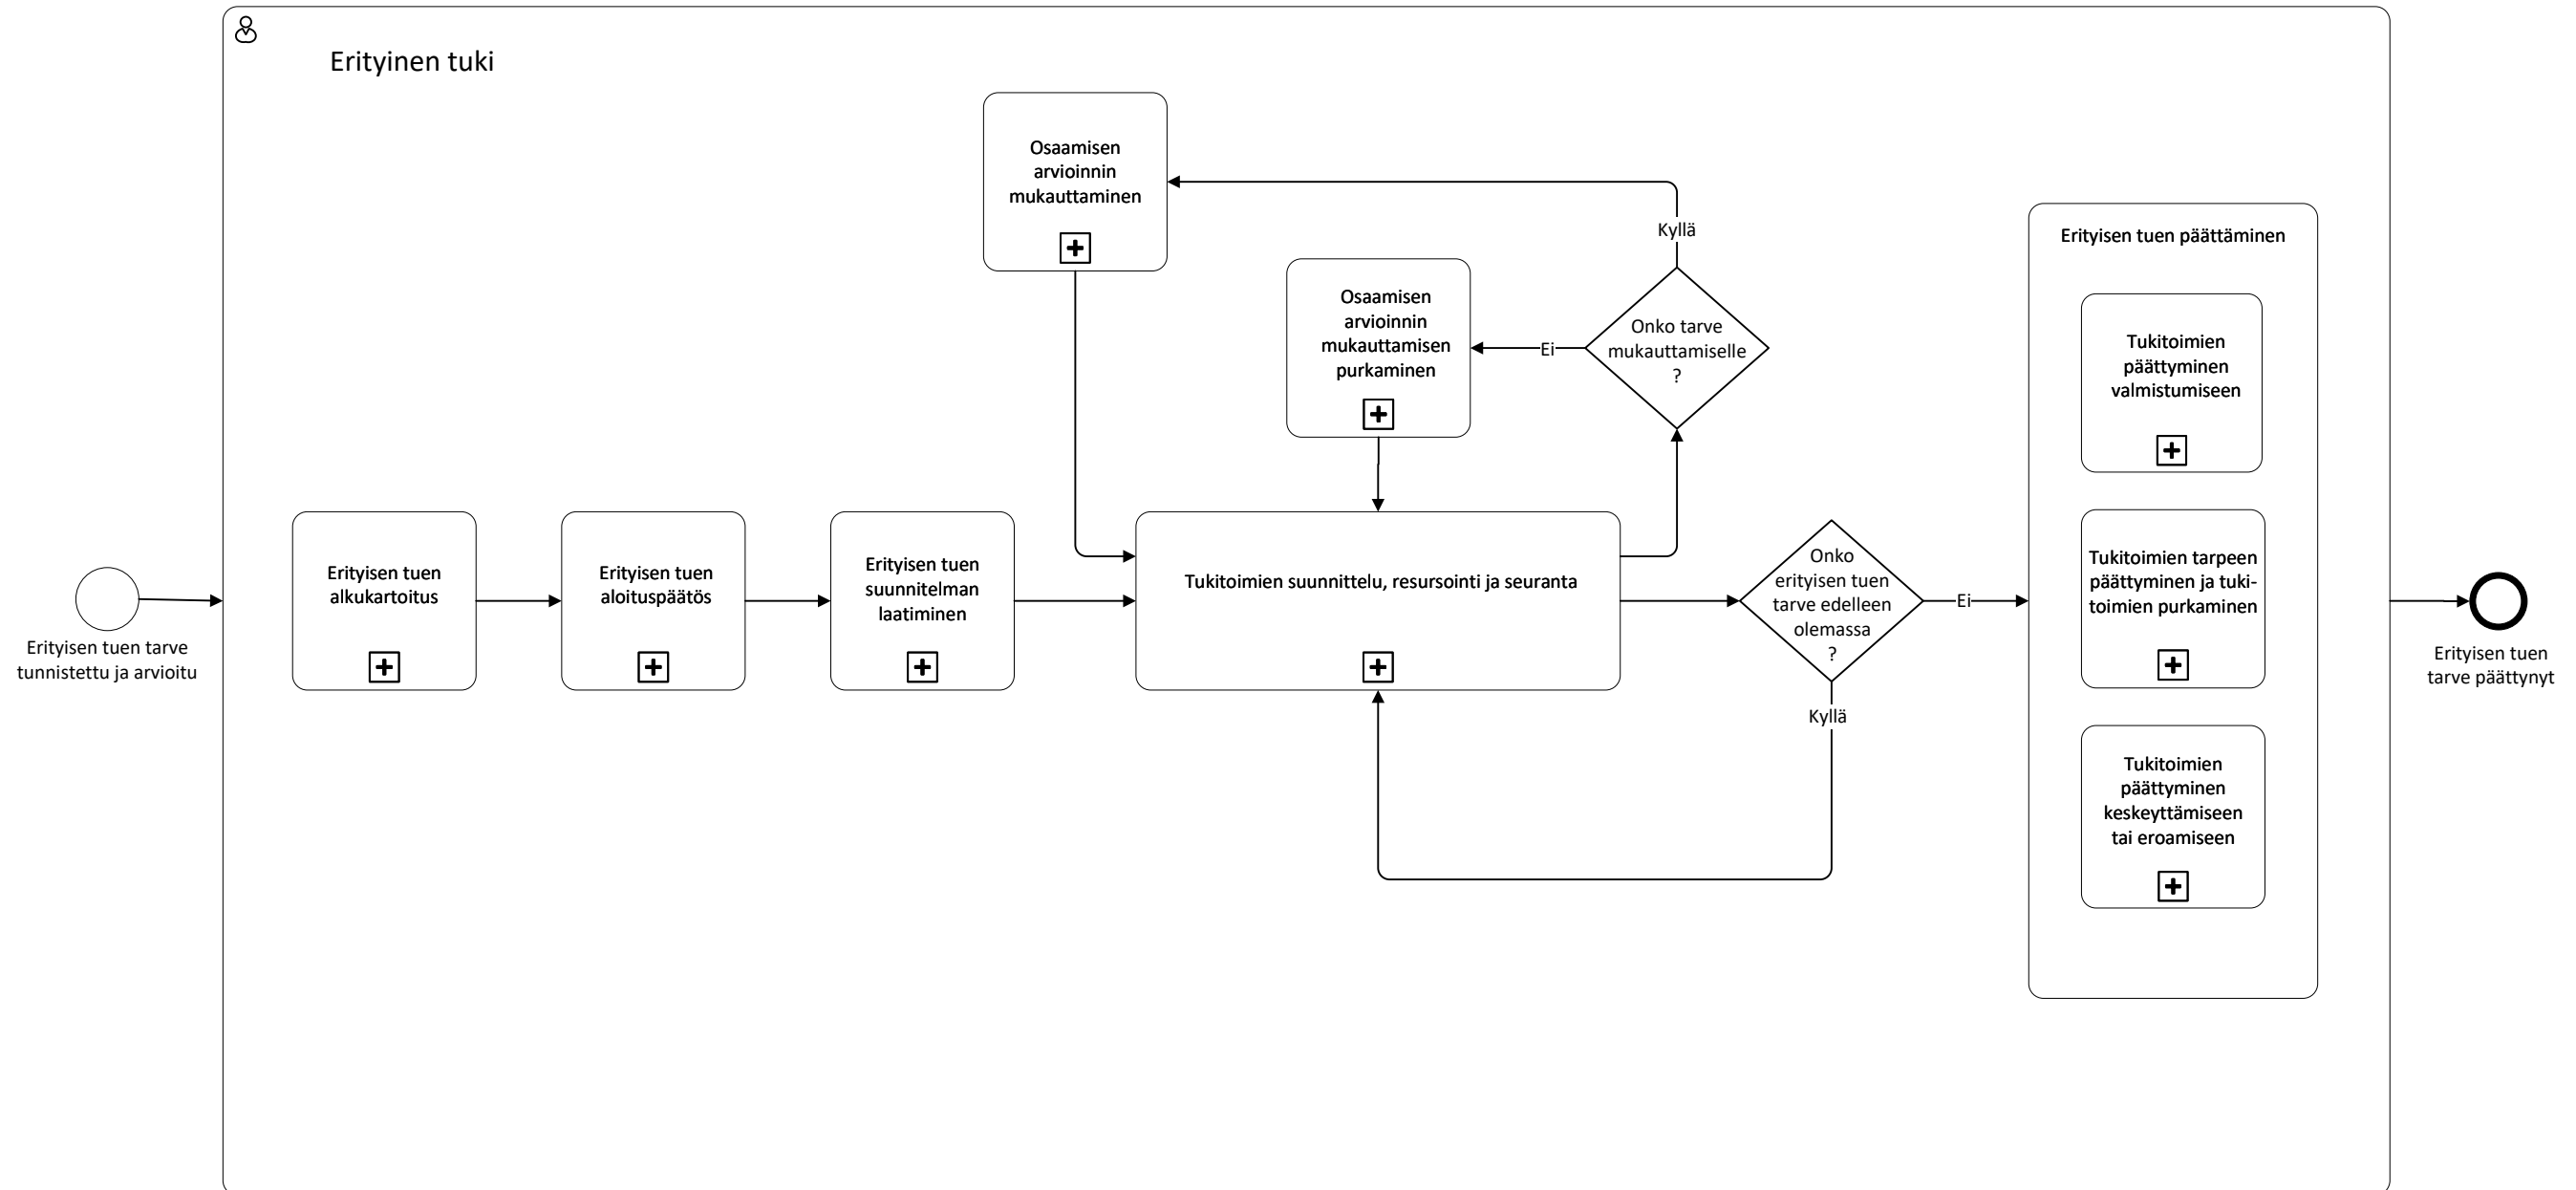 Erityinen tuki
Osaamisen
arvioinnin
mukauttaminen
Kyllä
Osaamisen
arvioinnin
mukauttamisen
purkaminen
Ei
Onko tarve
mukauttamiselle
?
Erityisen tuen tarve
tunnistettu ja arvioitu
Erityisen tuen
alkukartoitus
Erityisen tuen
aloituspäätös
Erityisen tuen
suunnitelman
laatiminen
Tukitoimien suunnittelu, resursointi ja seuranta
Onko
erityisen tuen
tarve edelleen
olemassa
?
Ei
Kyllä
Erityisen tuen päättäminen
Tukitoimien
päättyminen
valmistumiseen
Tukitoimien tarpeen
päättyminen ja tuki-
toimien purkaminen
Tukitoimien
päättyminen
keskeyttämiseen
tai eroamiseen
Erityisen tuen
tarve päättynyt